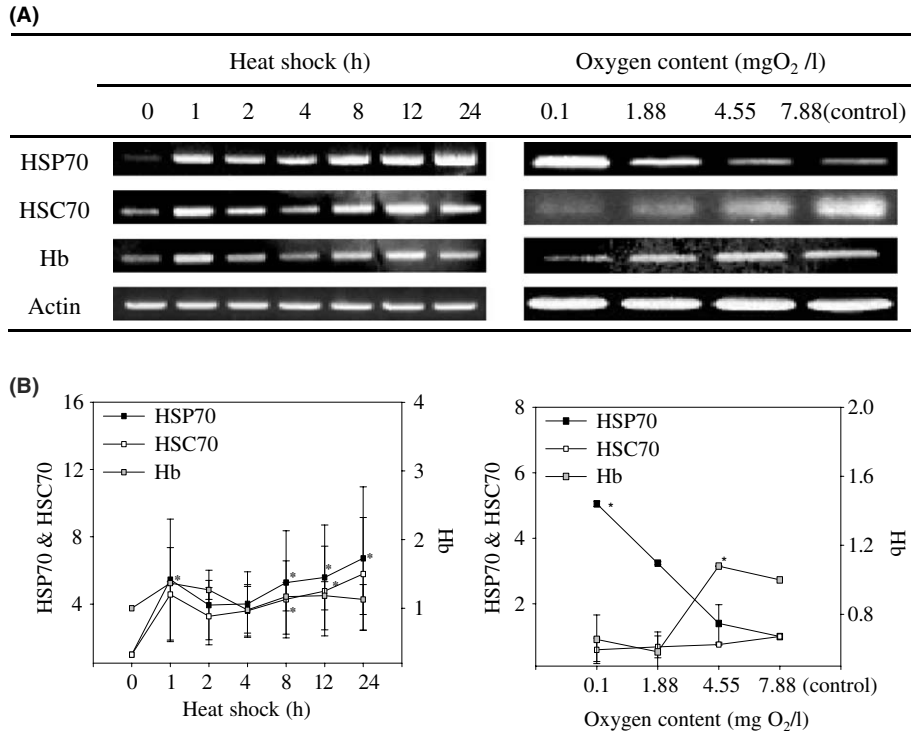 (A)
Heat shock (h) Oxygen content (mgO₂ /l)
0 1 2 4 8 12 24 0.1 1.88 4.55 7.88(control)
HSP70
HSC70
Hb
Actin
(B)
16
12
8
4
HSP70 & HSC70
HSP70
HSC70
Hb
4
3
2
1
Hb
0 1 2 4 8 12 24
Heat shock (h)
* * * * * *
8
6
4
2
HSP70 & HSC70
HSP70
HSC70
Hb
2.0
1.6
1.2
0.8
Hb
* *
0.1 1.88 4.55 7.88 (control)
Oxygen content (mg O₂/l)